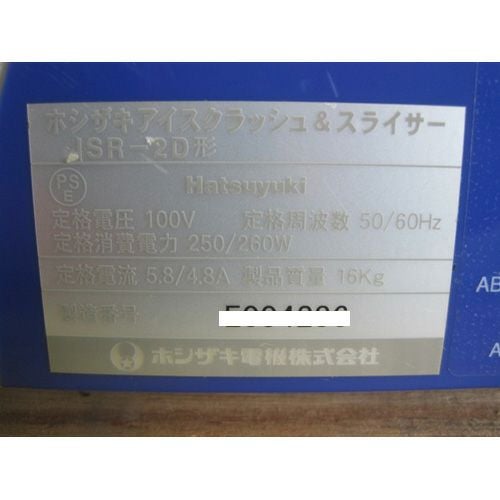 ホシザキアイスクラッシュ＆スライサー
ISR-2D形
PS
E
Hatsuyuki
定格電圧 100V 定格周波数 50/60Hz
定格消費電力 250/260W
定格電流 5.8/4.8A 製品質量 16Kg
製造番号
ホシザキ電機株式会社
AB
A